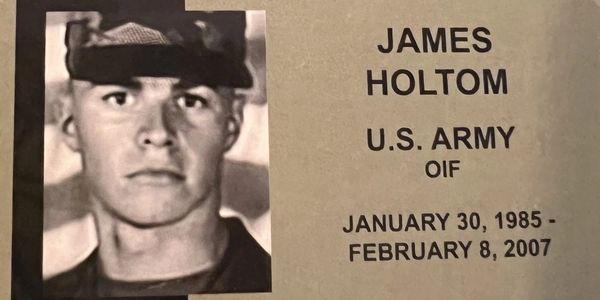 JAMES
HOLTOM
U.S. ARMY
OIF
JANUARY 30, 1985 -
FEBRUARY 8, 2007